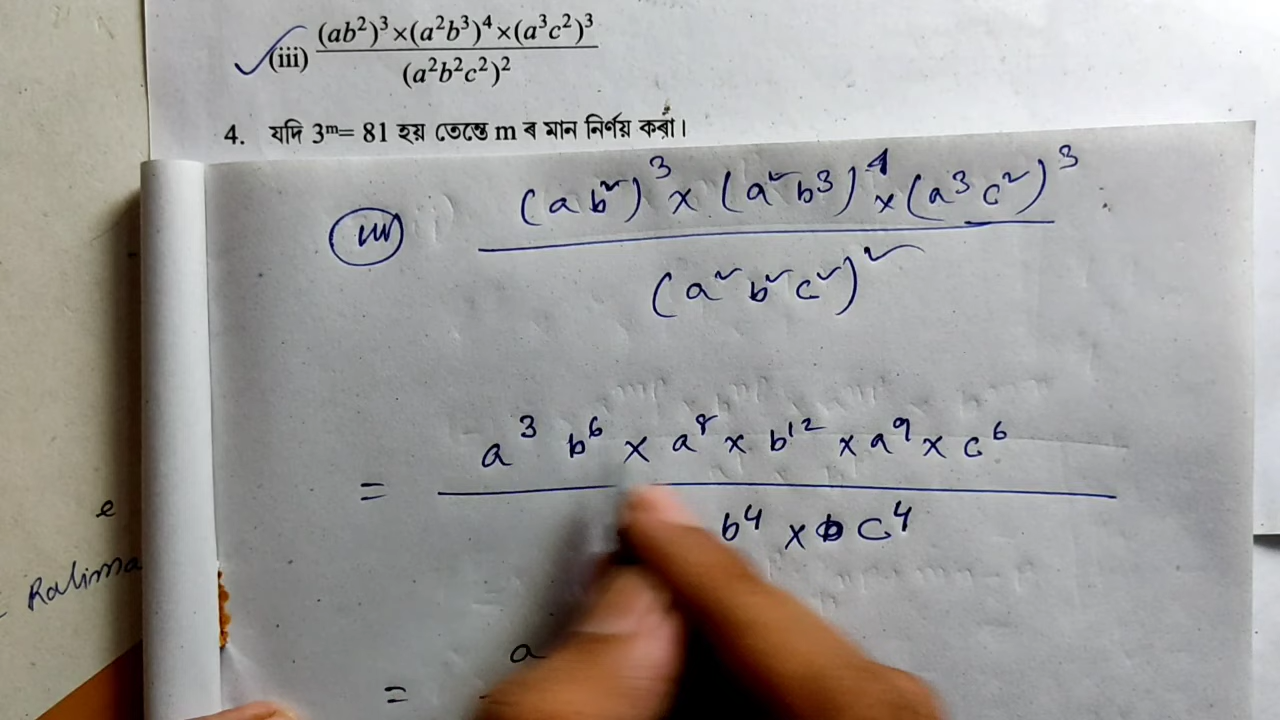 (iii) (ab²)³×(a²b³)⁴×(a³c²)³
(a²b²c²)²
4. যদি 3ᵐ= 81 হয় তেন্তে m ৰ মান নিৰ্ণয় কৰা।
(iii) (ab²)³ × (a²b³)⁴ × (a³c²)³
(a²b²c²)²
= a³ b⁶ × a⁸ × b¹² × a⁹ × c⁶
b⁴ × c⁴
= a
e
Ralima